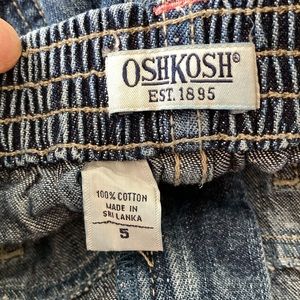 OSHKOSH®
EST. 1895
100% COTTON
MADE IN
SRI LANKA
5